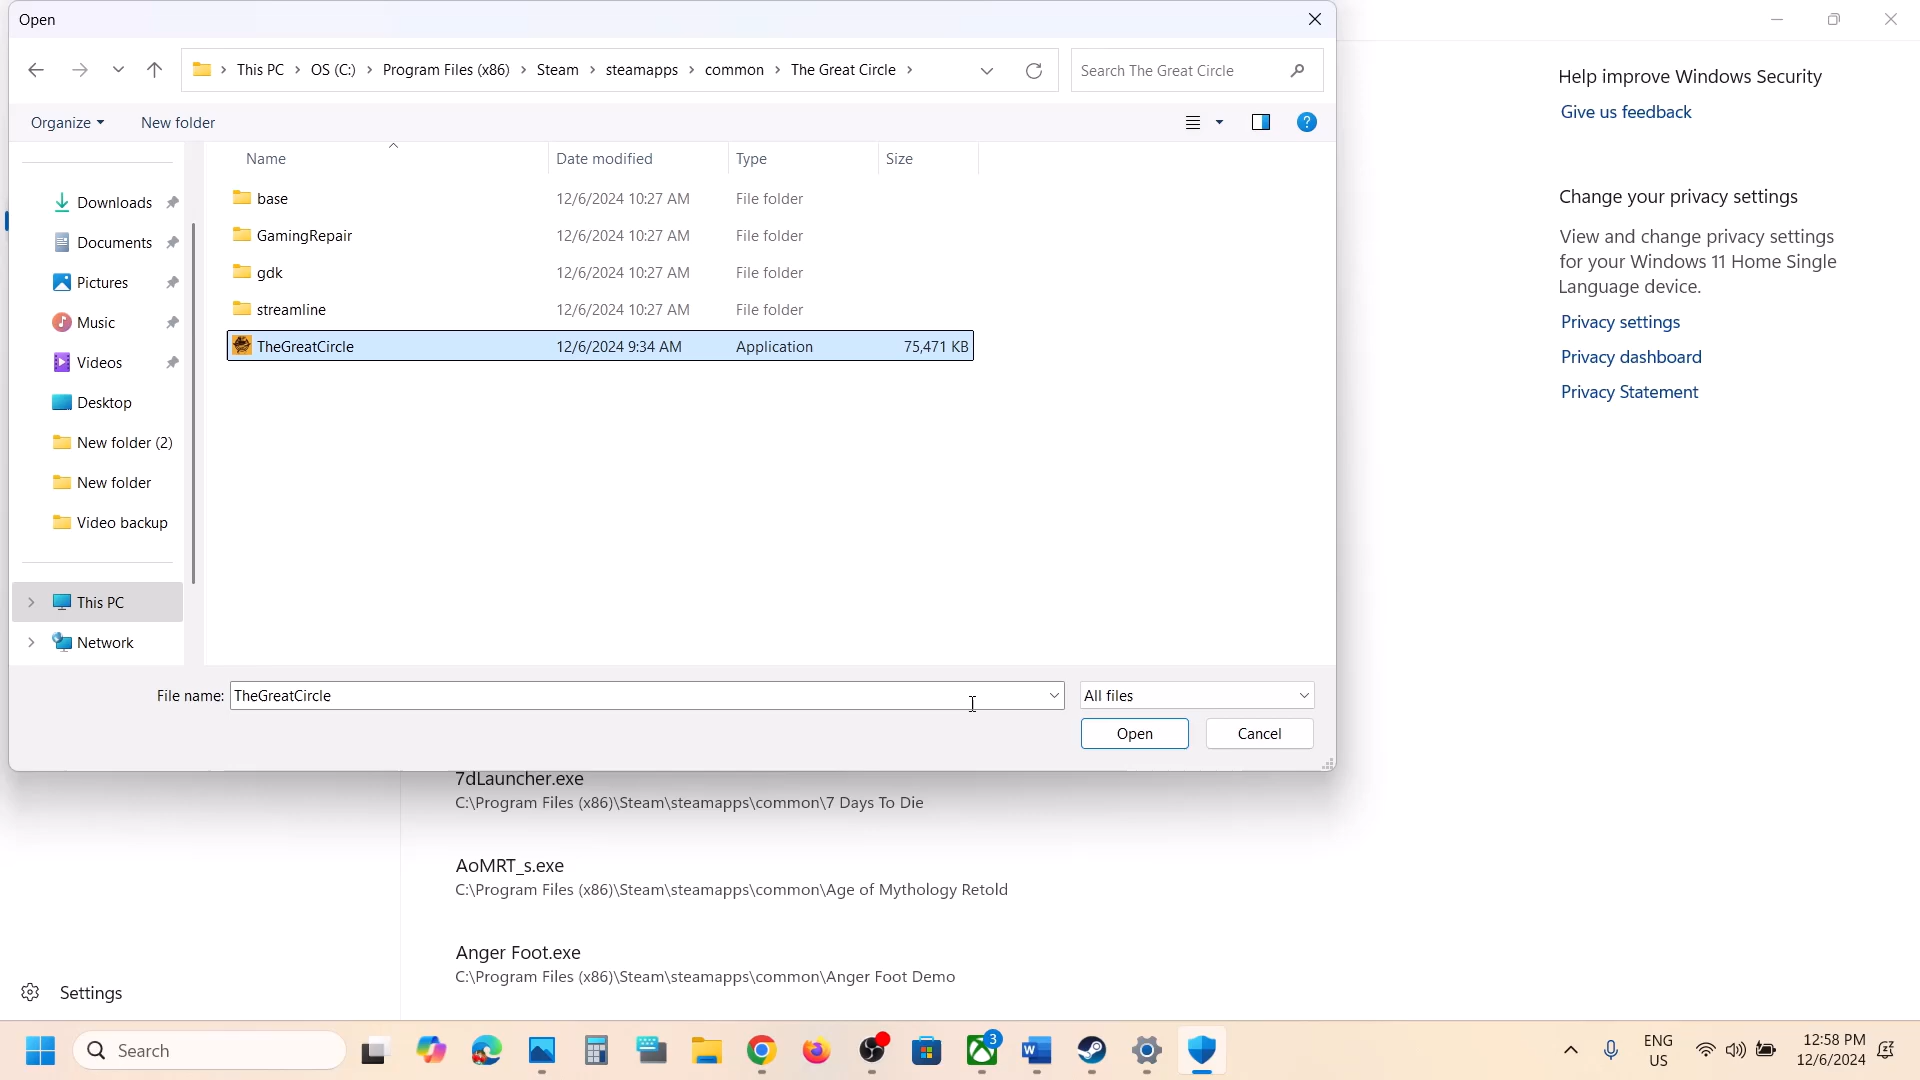 Open
This PC > OS (C:) > Program Files (x86) > Steam > steamapps > common > The Great Circle >
Search The Great Circle
Organize
New folder
Name
Date modified
Type
Size
base 12/6/2024 10:27 AM File folder
GamingRepair 12/6/2024 10:27 AM File folder
gdk 12/6/2024 10:27 AM File folder
streamline 12/6/2024 10:27 AM File folder
TheGreatCircle 12/6/2024 9:34 AM Application 75,471 KB
Downloads
Documents
Pictures
Music
Videos
Desktop
New folder (2)
New folder
Video backup
This PC
Network
File name: TheGreatCircle
All files
Open
Cancel
Help improve Windows Security
Give us feedback
Change your privacy settings
View and change privacy settings
for your Windows 11 Home Single
Language device.
Privacy settings
Privacy dashboard
Privacy Statement
7dLauncher.exe
C:\Program Files (x86)\Steam\steamapps\common\7 Days To Die
AoMRT_s.exe
C:\Program Files (x86)\Steam\steamapps\common\Age of Mythology Retold
Anger Foot.exe
C:\Program Files (x86)\Steam\steamapps\common\Anger Foot Demo
Settings
Search
3
ENG
US
12:58 PM
12/6/2024